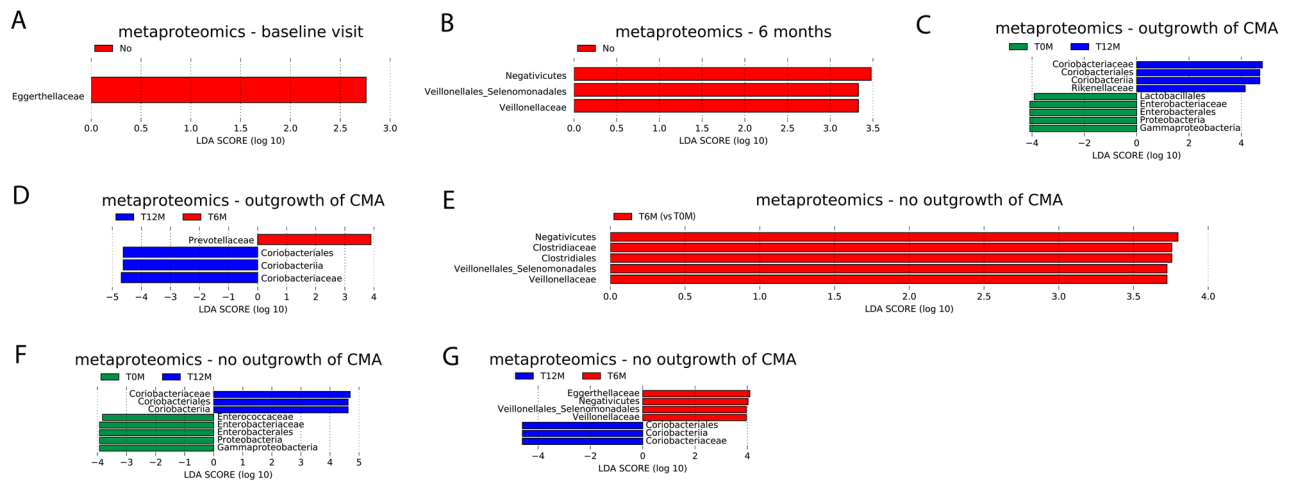 A
metaproteomics - baseline visit
No
Eggerthellaceae
0.0 0.5 1.0 1.5 2.0 2.5 3.0
LDA SCORE (log 10)
B
metaproteomics - 6 months
No
Negativicutes
Veillonellales_Selenomonadales
Veillonellaceae
0.0 0.5 1.0 1.5 2.0 2.5 3.0 3.5
LDA SCORE (log 10)
C
metaproteomics - outgrowth of CMA
T0M T12M
Coriobacteriaceae
Coriobacteriales
Coriobacteriia
Rikenellaceae
Lactobacillales
Enterobacteriaceae
Enterobacterales
Proteobacteria
Gammaproteobacteria
−4 −2 0 2 4
LDA SCORE (log 10)
D
metaproteomics - outgrowth of CMA
T12M T6M
Prevotellaceae
Coriobacteriales
Coriobacteriia
Coriobacteriaceae
−5 −4 −3 −2 −1 0 1 2 3 4
LDA SCORE (log 10)
E
metaproteomics - no outgrowth of CMA
T6M (vs T0M)
Negativicutes
Clostridiaceae
Clostridiales
Veillonellales_Selenomonadales
Veillonellaceae
0.0 0.5 1.0 1.5 2.0 2.5 3.0 3.5 4.0
LDA SCORE (log 10)
F
metaproteomics - no outgrowth of CMA
T0M T12M
Coriobacteriaceae
Coriobacteriales
Coriobacteriia
Enterococcaceae
Enterobacteriaceae
Enterobacterales
Proteobacteria
Gammaproteobacteria
−4 −3 −2 −1 0 1 2 3 4 5
LDA SCORE (log 10)
G
metaproteomics - no outgrowth of CMA
T12M T6M
Eggerthellaceae
Negativicutes
Veillonellales_Selenomonadales
Veillonellaceae
Coriobacteriales
Coriobacteriia
Coriobacteriaceae
−4 −2 0 2 4
LDA SCORE (log 10)